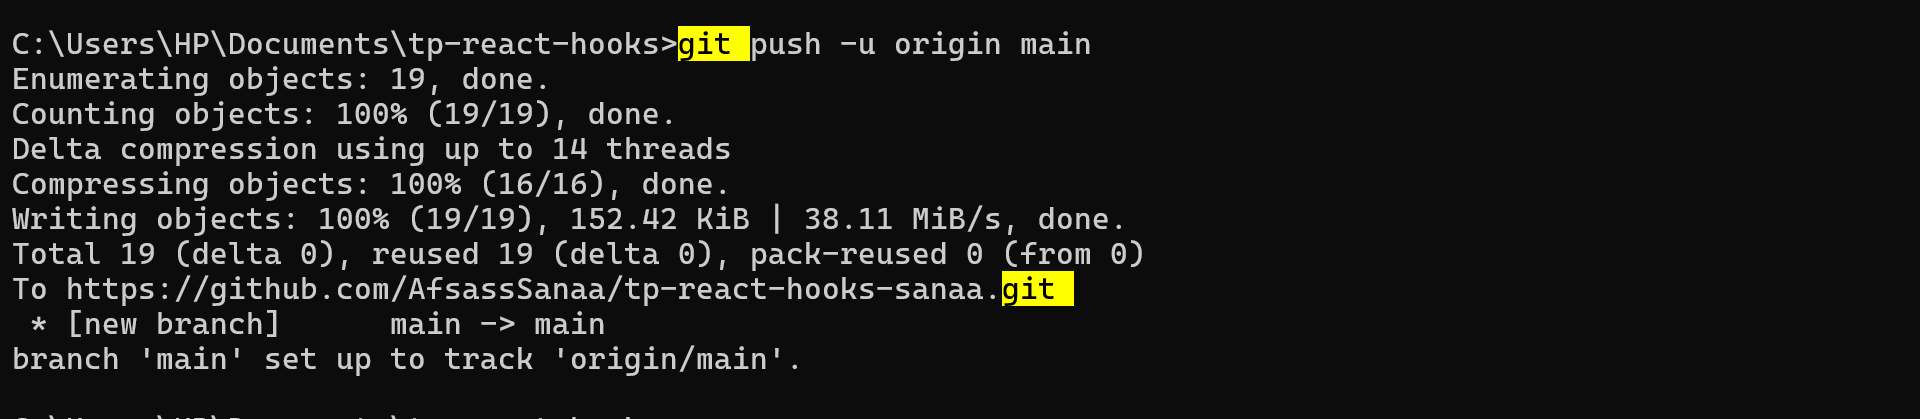 C:\Users\HP\Documents\tp-react-hooks>git push -u origin main
Enumerating objects: 19, done.
Counting objects: 100% (19/19), done.
Delta compression using up to 14 threads
Compressing objects: 100% (16/16), done.
Writing objects: 100% (19/19), 152.42 KiB | 38.11 MiB/s, done.
Total 19 (delta 0), reused 19 (delta 0), pack-reused 0 (from 0)
To https://github.com/AfsassSanaa/tp-react-hooks-sanaa.git
 * [new branch]      main -> main
branch 'main' set up to track 'origin/main'.